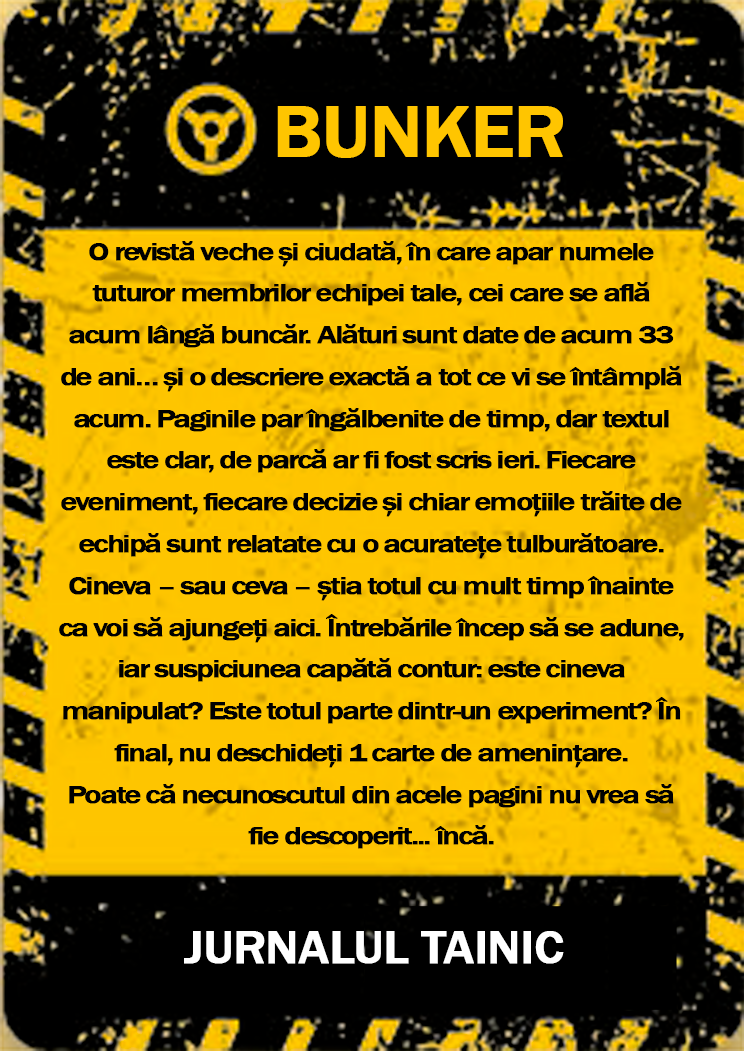 BUNKER
O revistă veche și ciudată, în care apar numele
tuturor membrilor echipei tale, cei care se află
acum lângă buncăr. Alături sunt date de acum 33
de ani... și o descriere exactă a tot ce vi se întâmplă
acum. Paginile par îngălbenite de timp, dar textul
este clar, de parcă ar fi fost scris ieri. Fiecare
eveniment, fiecare decizie și chiar emoțiile trăite de
echipă sunt relatate cu o acuratețe tulburătoare.
Cineva – sau ceva – știa totul cu mult timp înainte
ca voi să ajungeți aici. Întrebările încep să se adune,
iar suspiciunea capătă contur: este cineva
manipulat? Este totul parte dintr-un experiment? În
final, nu deschideți 1 carte de amenințare.
Poate că necunoscutul din acele pagini nu vrea să
fie descoperit... încă.
JURNALUL TAINIC